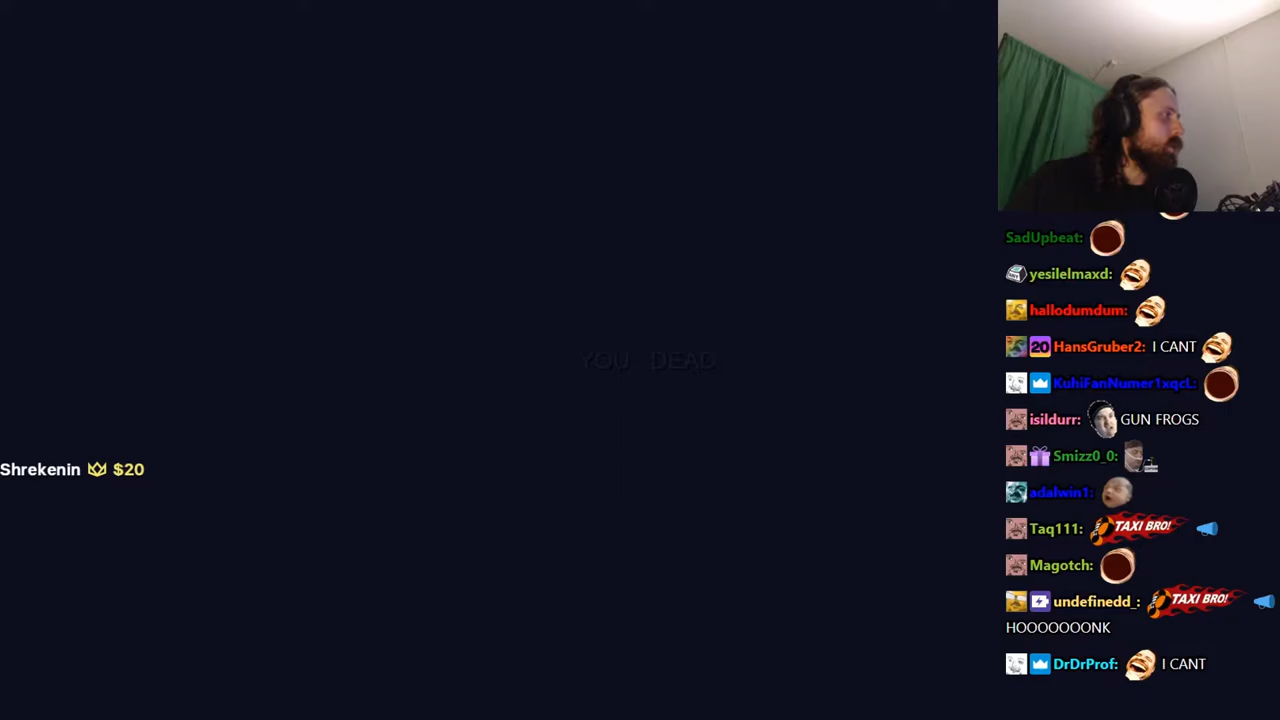 SadUpbeat:
yesilelmaxd:
hallodumdum:
20 HansGruber2: I CANT
KuhiFanNumer1xqcL:
isildurr: GUN FROGS
YOU DEAD
Smizz0_0:
Shrekenin $20
adalwin1:
Taq111: TAXI BRO!
Magotch:
undefinedd_: TAXI BRO!
HOOOOOOONK
DrDrProf: I CANT